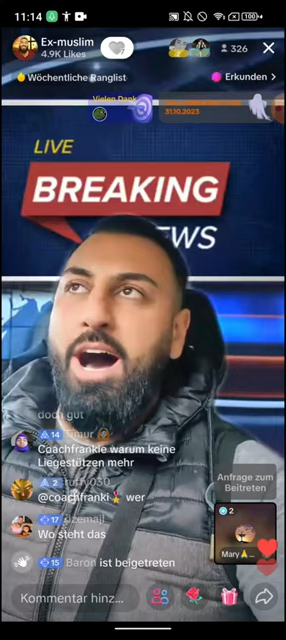 11:14
100+
Ex-muslim
4.9K Likes
326
Wöchentliche Rangliste
Erkunden >
Vielen Dank
31.10.2023
LIVE
BREAKING
EWS
doch gut
14
Coachfrankie warum keine
Liegestützen mehr
2
@coachfranki wer
17
Wo steht das
15 Baron ist beigetreten
Anfrage zum
Beitreten
2
Mary
Kommentar hinz...